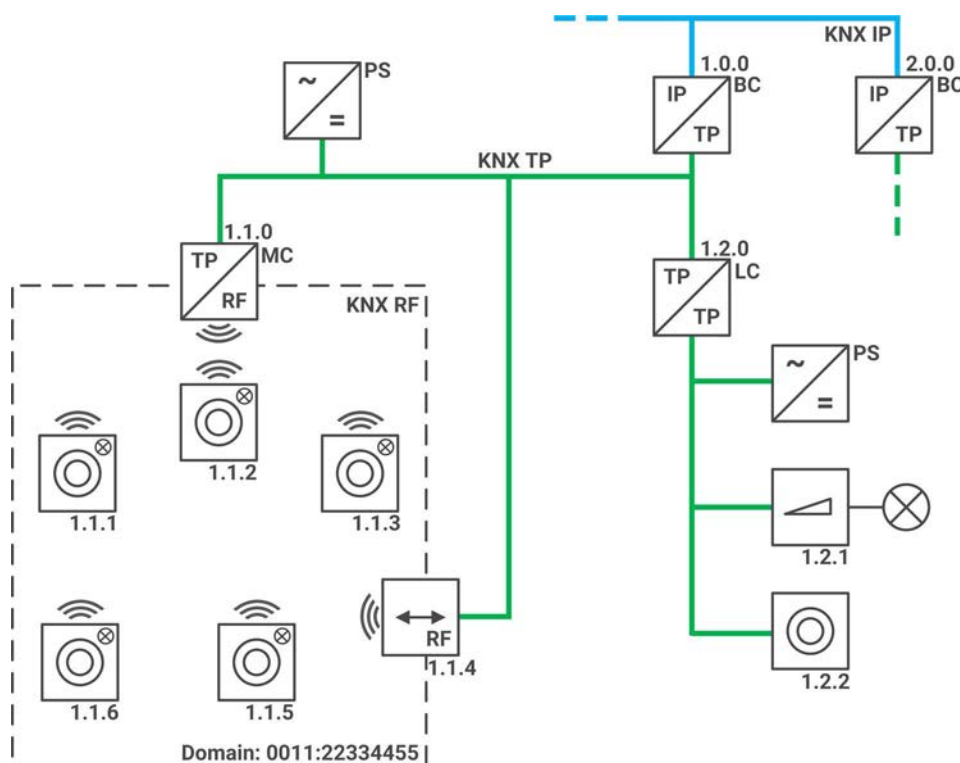 KNX IP
1.0.0
BC
IP
TP
2.0.0
BC
IP
TP
PS
~
=
KNX TP
1.1.0
MC
TP
RF
1.2.0
LC
TP
TP
KNX RF
PS
~
=
1.1.2
1.1.1
1.1.3
1.2.1
RF
1.1.4
1.2.2
1.1.6
1.1.5
Domain: 0011:22334455